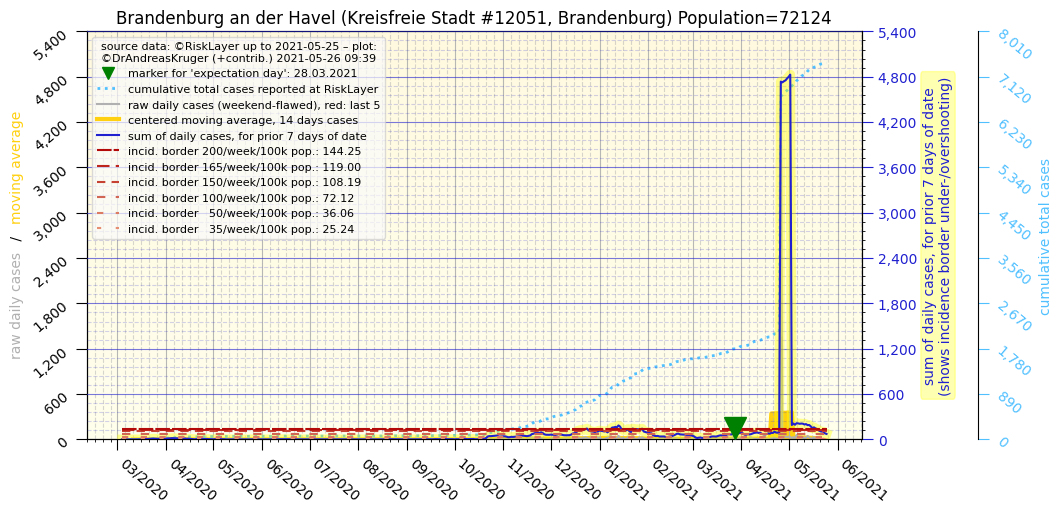 Brandenburg an der Havel (Kreisfreie Stadt #12051, Brandenburg) Population=72124
source data: ©RiskLayer up to 2021-05-25 – plot:
©DrAndreasKruger (+contrib.) 2021-05-26 09:39
marker for 'expectation day': 28.03.2021
cumulative total cases reported at RiskLayer
raw daily cases (weekend-flawed), red: last 5
centered moving average, 14 days cases
sum of daily cases, for prior 7 days of date
incid. border 200/week/100k pop.: 144.25
incid. border 165/week/100k pop.: 119.00
incid. border 150/week/100k pop.: 108.19
incid. border 100/week/100k pop.: 72.12
incid. border   50/week/100k pop.: 36.06
incid. border   35/week/100k pop.: 25.24
raw daily cases / moving average
5,400
4,800
4,200
3,600
3,000
2,400
1,800
1,200
600
0
03/2020
04/2020
05/2020
06/2020
07/2020
08/2020
09/2020
10/2020
11/2020
12/2020
01/2021
02/2021
03/2021
04/2021
05/2021
06/2021
5,400
4,800
4,200
3,600
3,000
2,400
1,800
1,200
600
0
sum of daily cases, for prior 7 days of date
(shows incidence border under-/overshooting)
8,010
7,120
6,230
5,340
4,450
3,560
2,670
1,780
890
0
cumulative total cases